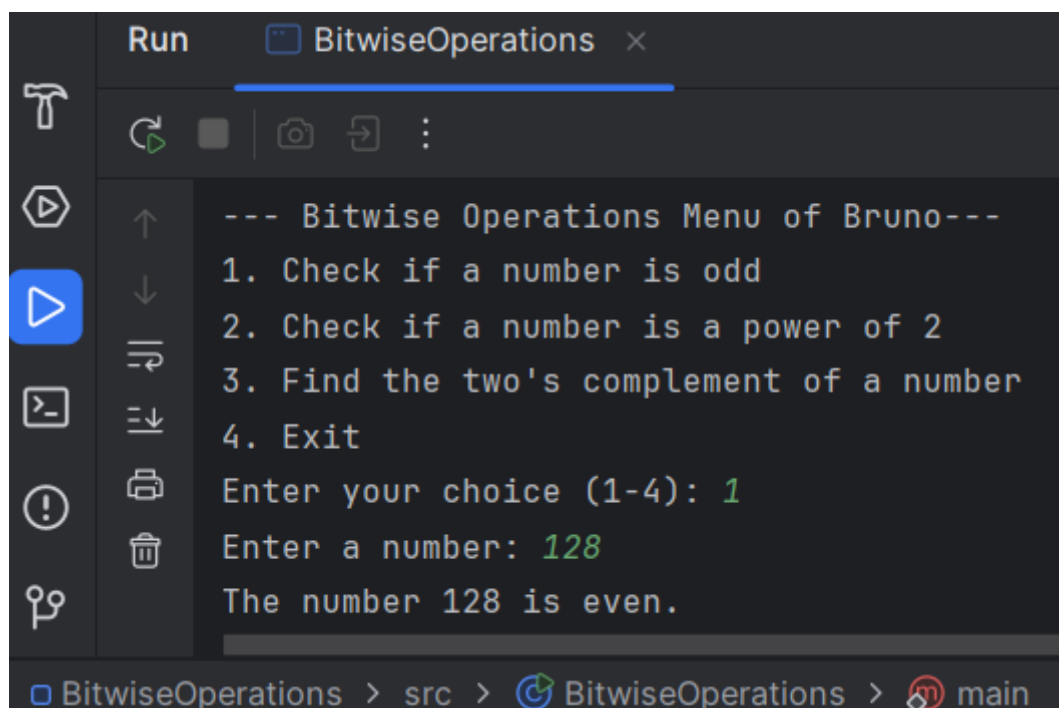 Run BitwiseOperations
--- Bitwise Operations Menu of Bruno---
1. Check if a number is odd
2. Check if a number is a power of 2
3. Find the two's complement of a number
4. Exit
Enter your choice (1-4): 1
Enter a number: 128
The number 128 is even.
BitwiseOperations > src > BitwiseOperations > main